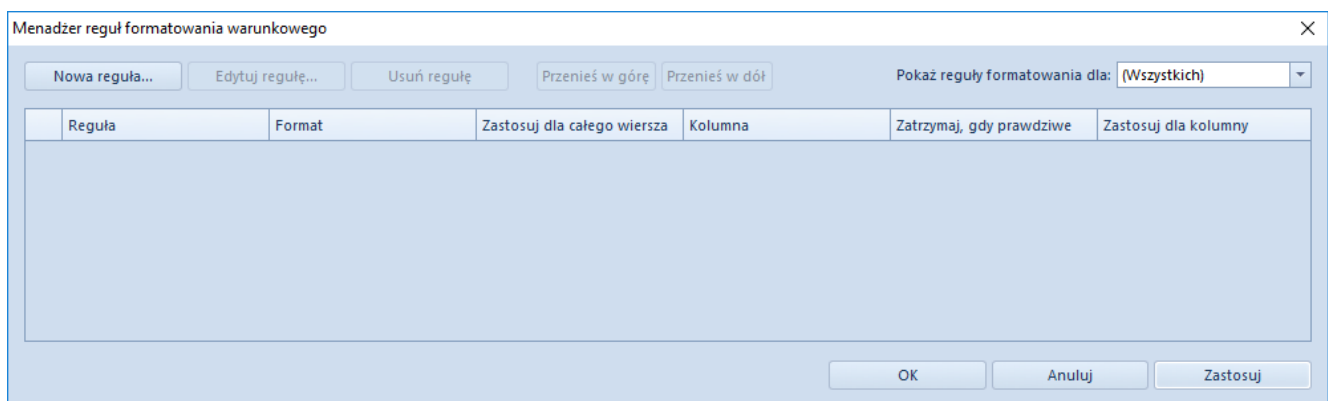 Menadżer reguł formatowania warunkowego
Nowa reguła... Edytuj regułę... Usuń regułę Przenieś w górę Przenieś w dół Pokaż reguły formatowania dla: (Wszystkich)
Reguła Format Zastosuj dla całego wiersza Kolumna Zatrzymaj, gdy prawdziwe Zastosuj dla kolumny
OK Anuluj Zastosuj